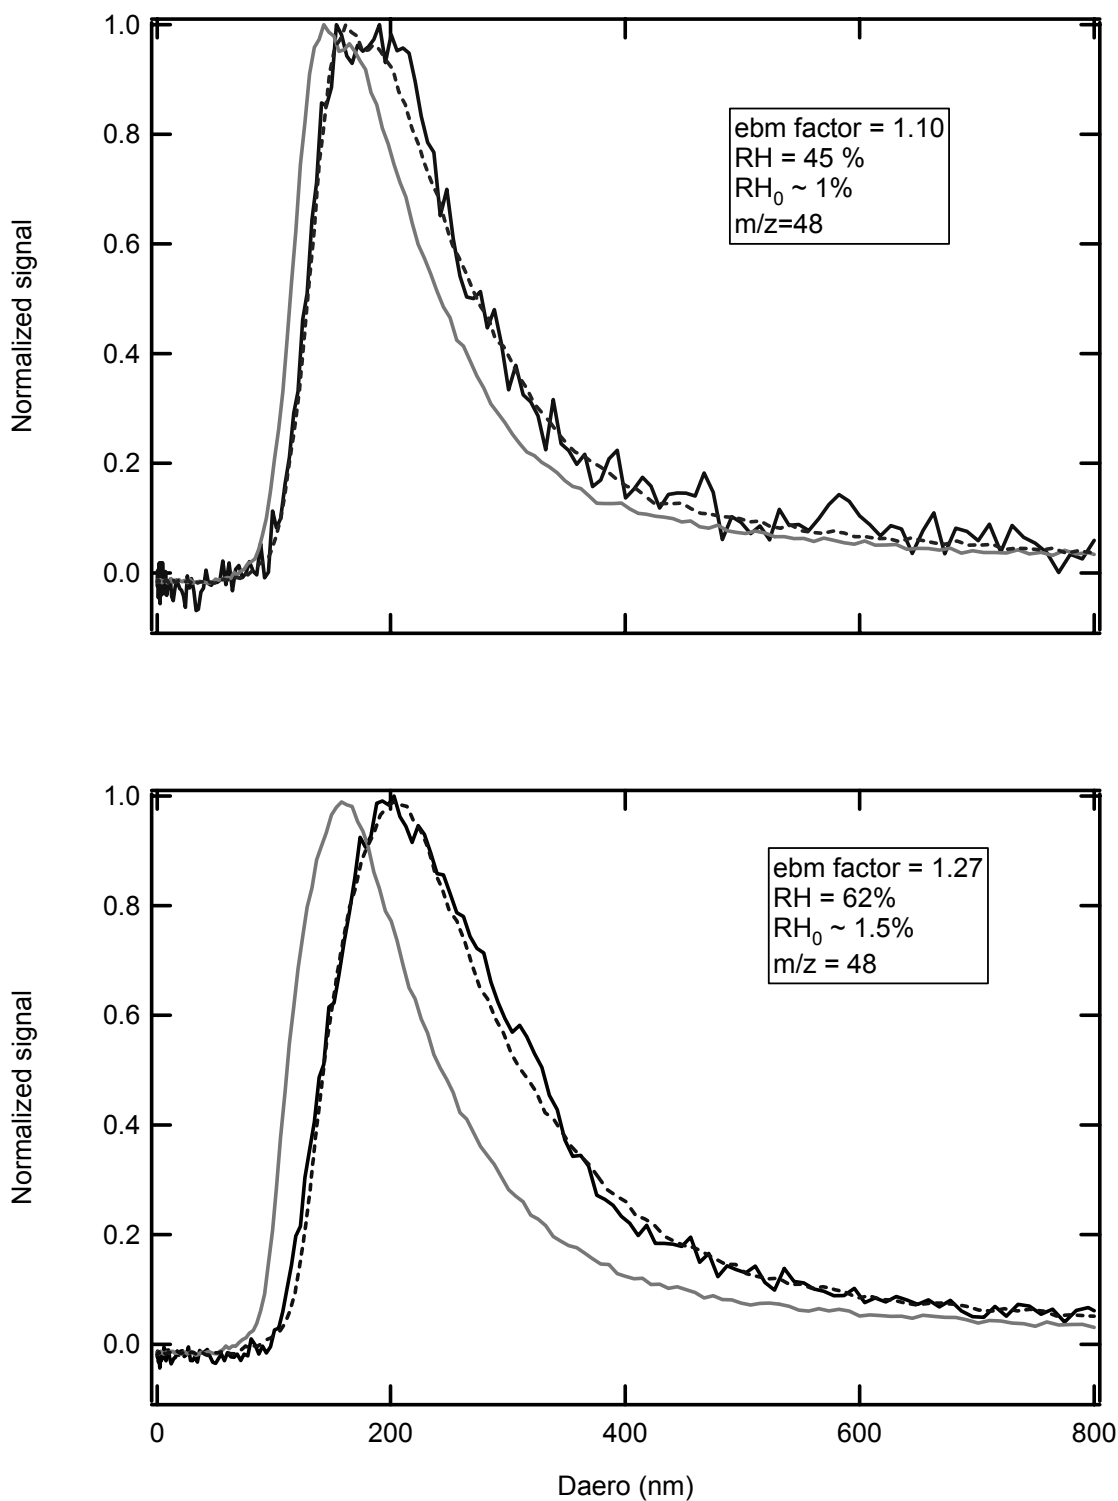 1.0
0.8
0.6
0.4
0.2
0.0
Normalized signal
ebm factor = 1.10
RH = 45 %
RH0 ~ 1%
m/z=48
1.0
0.8
0.6
0.4
0.2
0.0
Normalized signal
ebm factor = 1.27
RH = 62%
RH0 ~ 1.5%
m/z = 48
0 200 400 600 800
Daero (nm)